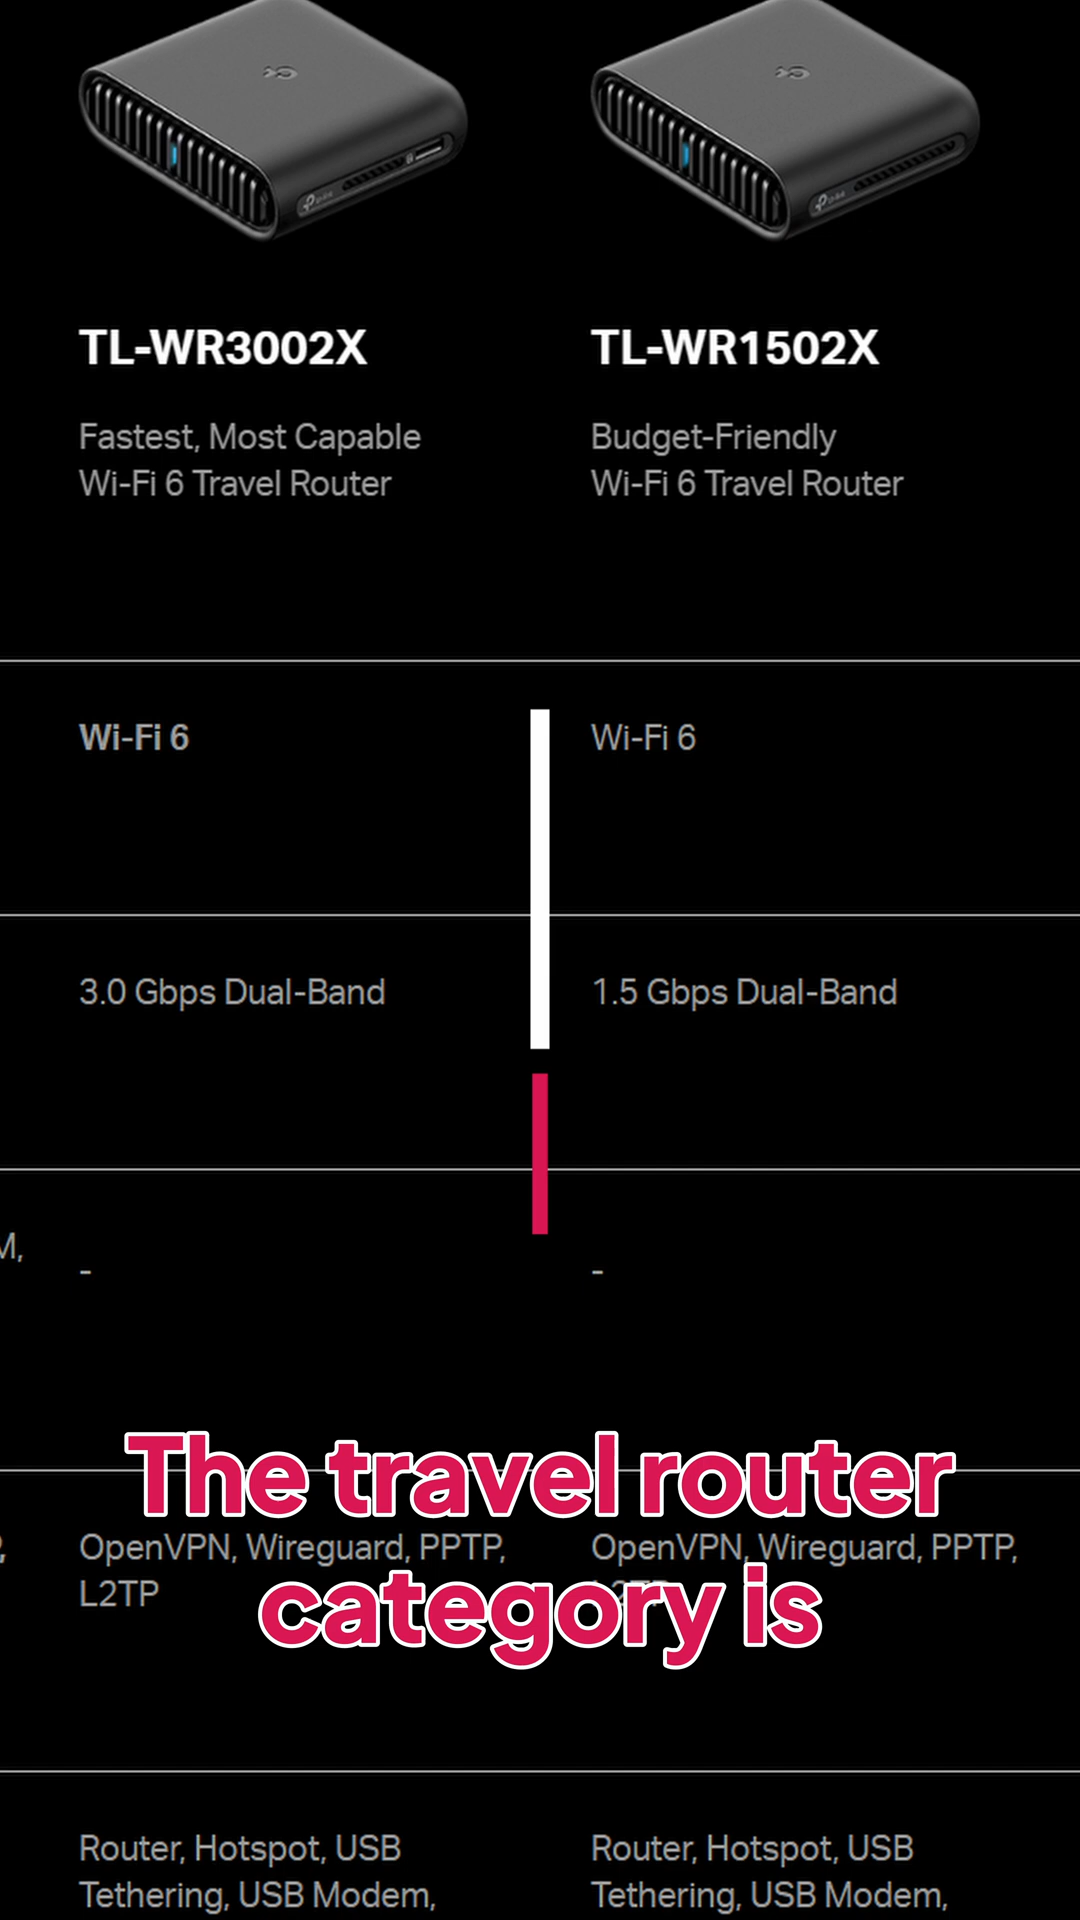 TL-WR3002X
Fastest, Most Capable
Wi-Fi 6 Travel Router
TL-WR1502X
Budget-Friendly
Wi-Fi 6 Travel Router
Wi-Fi 6
Wi-Fi 6
3.0 Gbps Dual-Band
1.5 Gbps Dual-Band
M,
-
-
The travel router
category is
OpenVPN, Wireguard, PPTP,
L2TP
OpenVPN, Wireguard, PPTP,
Router, Hotspot, USB
Tethering, USB Modem,
Router, Hotspot, USB
Tethering, USB Modem,